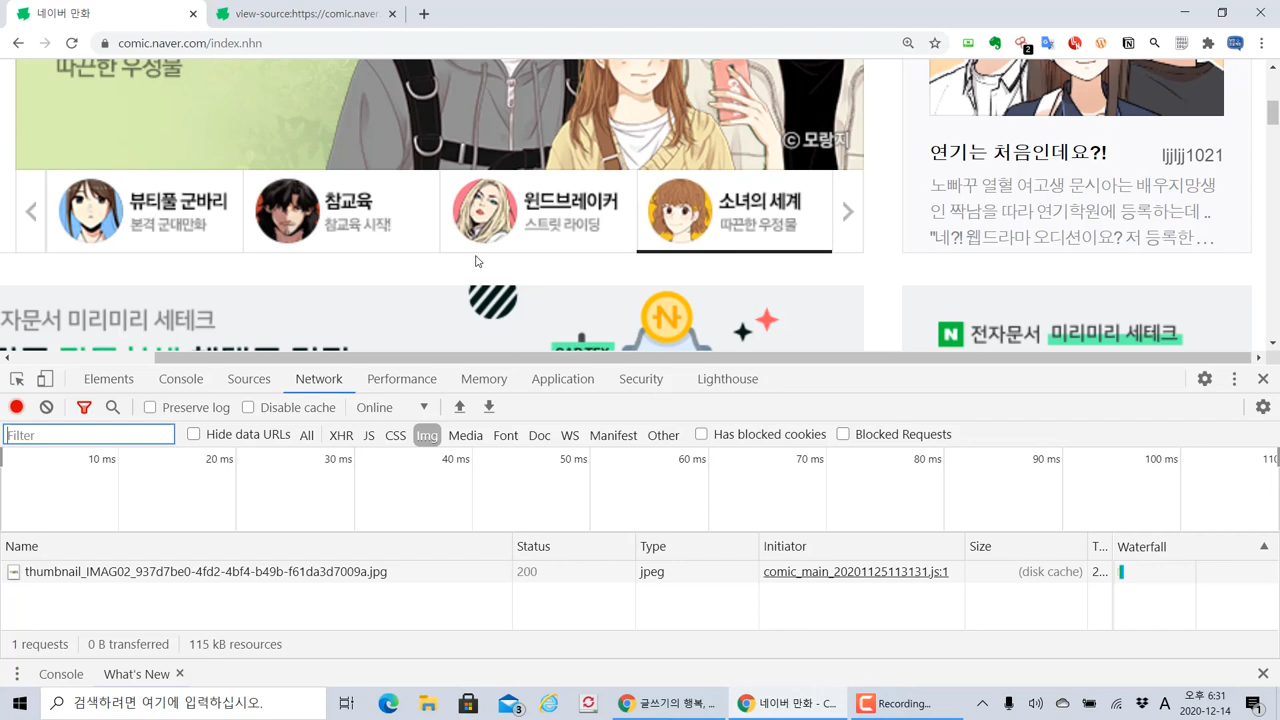 네이버 만화
view-source:https://comic.naver
comic.naver.com/index.nhn
2
따끈한 우정물
© 모랑지
연기는 처음인데요?!
ljjljj1021
노빠꾸 열혈 여고생 문시아는 배우지망생
인 짝남을 따라 연기학원에 등록하는데 ..
"네?! 웹드라마 오디션이요? 저 등록한 ...
뷰티풀 군바리
본격 군대만화
참교육
참교육 시작!
윈드브레이커
스트릿 라이딩
소녀의 세계
따끈한 우정물
자문서 미리미리 세테크
N
N 전자문서 미리미리 세테크
Elements Console Sources Network Performance Memory Application Security Lighthouse
Preserve log Disable cache Online
Filter Hide data URLs All XHR JS CSS Img Media Font Doc WS Manifest Other Has blocked cookies Blocked Requests
10 ms 20 ms 30 ms 40 ms 50 ms 60 ms 70 ms 80 ms 90 ms 100 ms
Name Status Type Initiator Size T... Waterfall
thumbnail_IMAG02_937d7be0-4fd2-4bf4-b49b-f61da3d7009a.jpg 200 jpeg comic_main_20201125113131.js:1 (disk cache) 2...
1 requests 0 B transferred 115 kB resources
Console What's New
검색하려면 여기에 입력하십시오.
3
글쓰기의 행복, ...
네이버 만화 - C...
Recording...
A
오후 6:31
2020-12-14
1